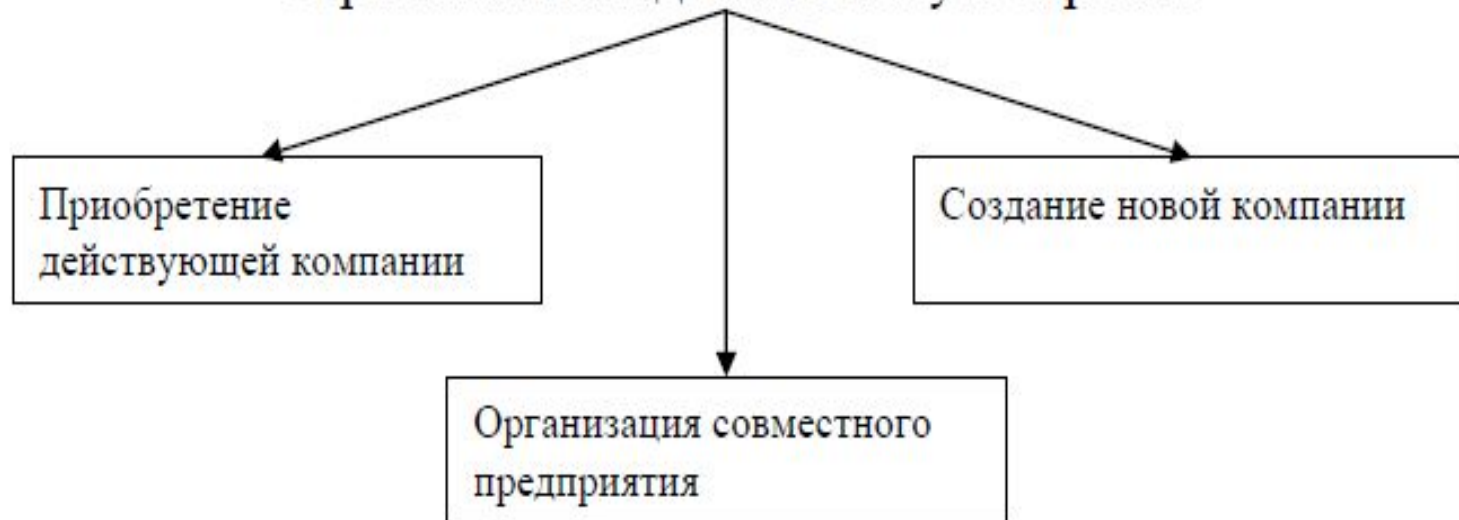 Приобретение
действующей компании
Создание новой компании
Организация совместного
предприятия